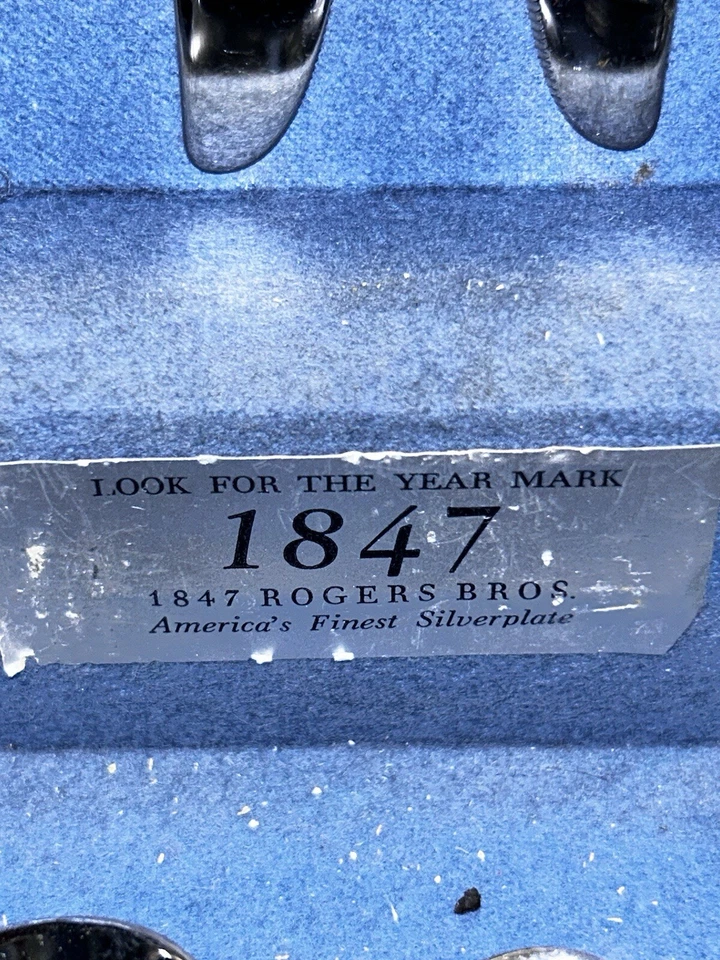 LOOK FOR THE YEAR MARK
1847
1847 ROGERS BROS.
America's Finest Silverplate